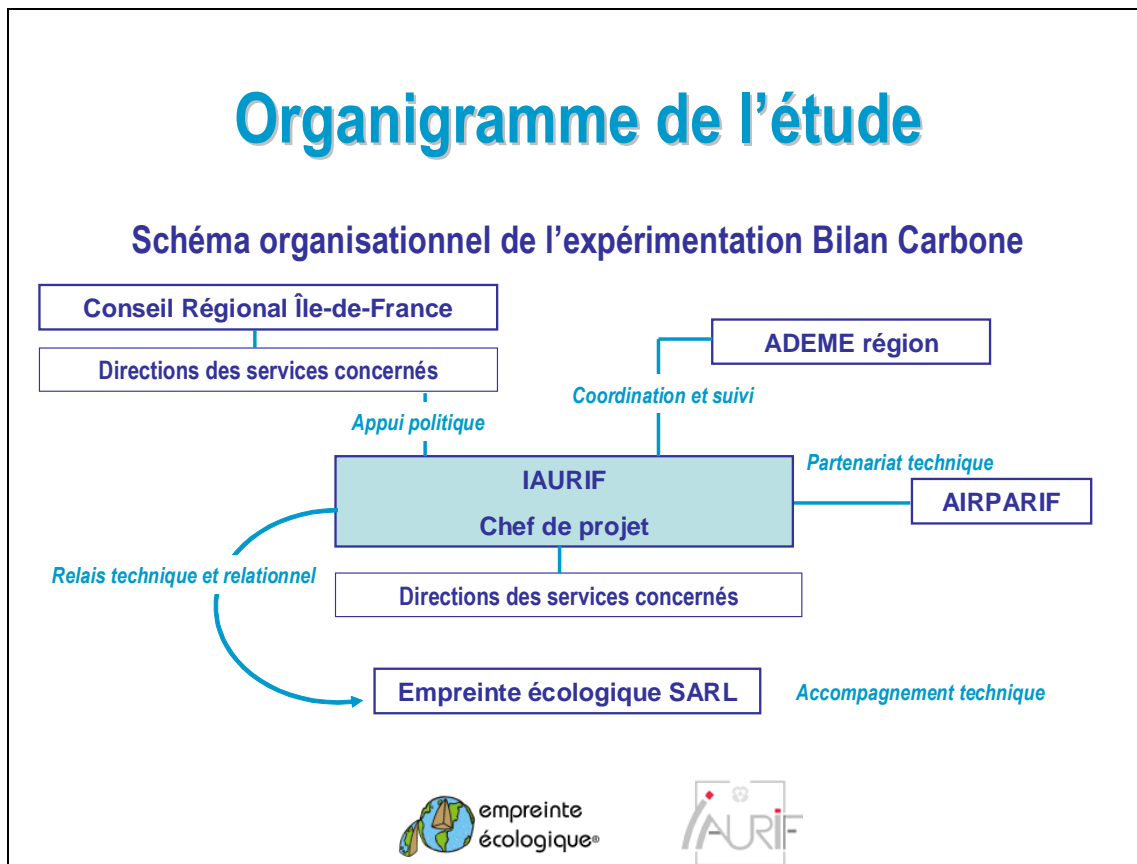 Organigramme de l'étude
Schéma organisationnel de l'expérimentation Bilan Carbone
Conseil Régional Île-de-France
Directions des services concernés
ADEME région
Coordination et suivi
Appui politique
Partenariat technique
IAURIF
Chef de projet
AIRPARIF
Relais technique et relationnel
Directions des services concernés
Empreinte écologique SARL
Accompagnement technique
empreinte
écologique®
IAURIF